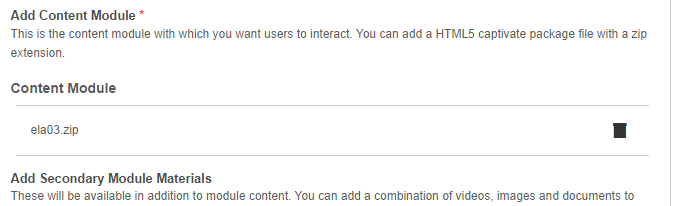 Add Content Module *
This is the content module with which you want users to interact. You can add a HTML5 captivate package file with a zip
extension.
Content Module
ela03.zip
Add Secondary Module Materials
These will be available in addition to module content. You can add a combination of videos, images and documents to